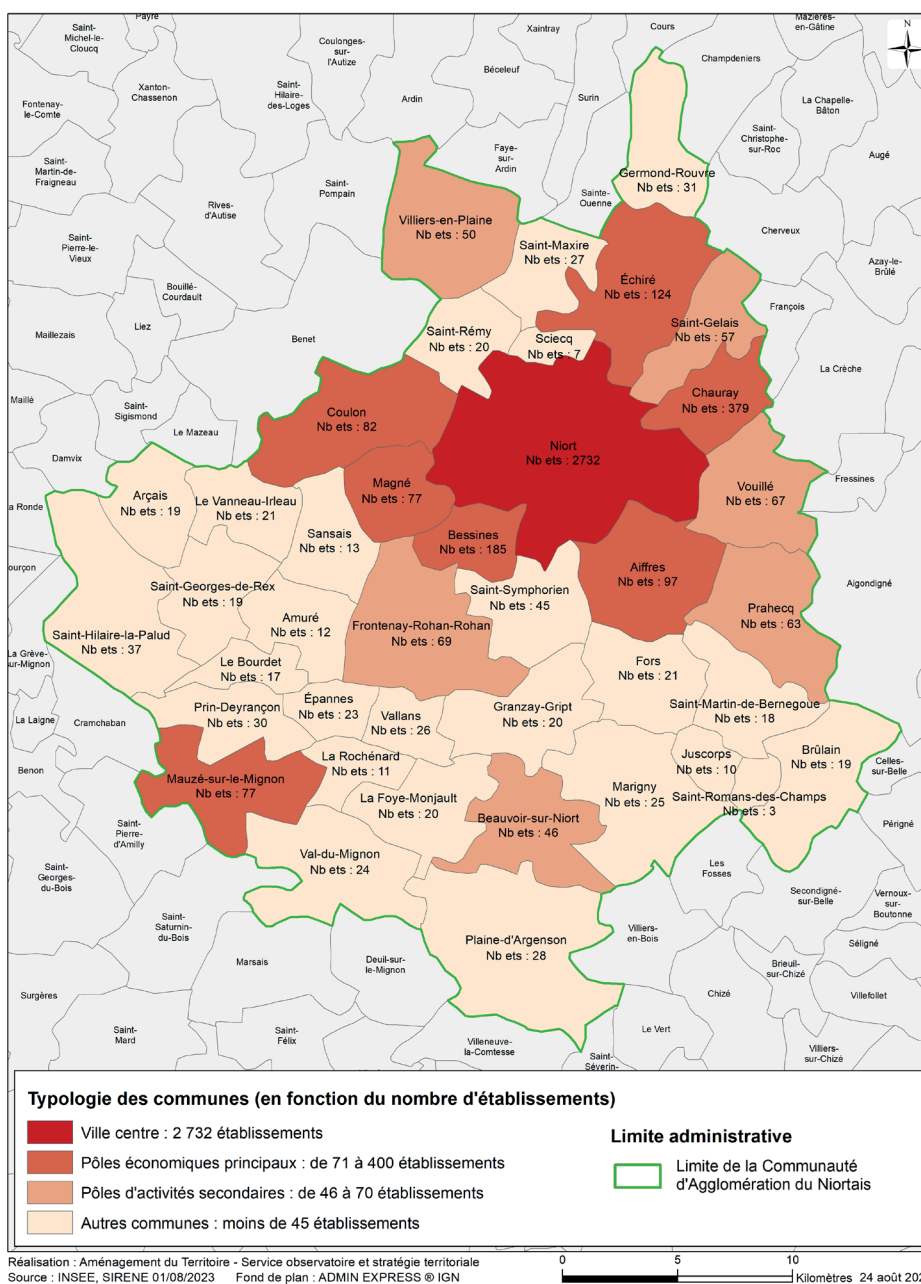 Payré
Saint-
Michel-le-
Cloucq
Coulonges-
sur-
l'Autize
Xaintray
Cours
Mazières-
en-Gâtine
N
Champdeniers
Béceleuf
Xanton-
Chassenon
Saint-
Hilaire-
des-Loges
Fontenay-
le-Comte
Ardin
Surin
La Chapelle-
Bâton
Saint-
Christophe-
sur-Roc
Augé
Saint-
Martin-de-
Fraigneau
Faye-
sur-
Ardin
Saint-
Pompain
Sainte-
Ouenne
Germond-Rouvre
Nb ets : 31
Rives-
d'Autise
Villiers-en-Plaine
Nb ets : 50
Cherveux
Saint-
Pierre-le-
Vieux
Saint-Maxire
Nb ets : 27
Azay-le-
Brûlé
Échiré
Nb ets : 124
Bouillé-
Courdault
François
Maillezais
Liez
Benet
Saint-Rémy
Nb ets : 20
Sciecq
Nb ets : 7
Saint-Gelais
Nb ets : 57
La Crèche
Maillé
Saint-
Sigismond
Chauray
Nb ets : 379
Coulon
Nb ets : 82
Le Mazeau
Niort
Nb ets : 2732
Damvix
Fressines
Magné
Nb ets : 77
Vouillé
Nb ets : 67
Arçais
Nb ets : 19
Le Vanneau-Irleau
Nb ets : 21
a Ronde
Sansais
Nb ets : 13
Bessines
Nb ets : 185
ourçon
Aiffres
Nb ets : 97
Aigondigné
Saint-Georges-de-Rex
Nb ets : 19
Saint-Symphorien
Nb ets : 45
Prahecq
Nb ets : 63
Amuré
Nb ets : 12
Frontenay-Rohan-Rohan
Nb ets : 69
Saint-Hilaire-la-Palud
Nb ets : 37
La Grève-
sur-Mignon
Le Bourdet
Nb ets : 17
Fors
Nb ets : 21
Prin-Deyrançon
Nb ets : 30
Épannes
Nb ets : 23
Vallans
Nb ets : 26
Granzay-Gript
Nb ets : 20
Saint-Martin-de-Bernegoue
Nb ets : 18
La Laigne
Cramchaban
La Rochénard
Nb ets : 11
Juscorps
Nb ets : 10
Brûlain
Nb ets : 19
Celles-
sur-Belle
Benon
Mauzé-sur-le-Mignon
Nb ets : 77
Marigny
Nb ets : 25
La Foye-Monjault
Nb ets : 20
Saint-Romans-des-Champs
Nb ets : 3
Beauvoir-sur-Niort
Nb ets : 46
Périgné
Saint-
Pierre-
d'Amilly
Val-du-Mignon
Nb ets : 24
Les
Fosses
Saint-
Georges-
du-Bois
Secondigné-
sur-Belle
Vernoux-
sur-
Boutonne
Saint-
Saturnin-
du-Bois
Villiers-
en-Bois
Plaine-d'Argenson
Nb ets : 28
Séligné
Marsais
Deuil-sur-
le-Mignon
Brieuil-
sur-Chizé
Surgères
Chizé
Villefollet
Saint-
Mard
Saint-
Félix
Villeneuve-
la-Comtesse
Le Vert
Saint-
Séverin-
Villiers-
sur-Chizé
Typologie des communes (en fonction du nombre d'établissements)
Ville centre : 2 732 établissements
Pôles économiques principaux : de 71 à 400 établissements
Pôles d'activités secondaires : de 46 à 70 établissements
Autres communes : moins de 45 établissements
Limite administrative
Limite de la Communauté
d'Agglomération du Niortais
Réalisation : Aménagement du Territoire - Service observatoire et stratégie territoriale
Source : INSEE, SIRENE 01/08/2023 Fond de plan : ADMIN EXPRESS ® IGN
0 5 10
Kilomètres 24 août 202